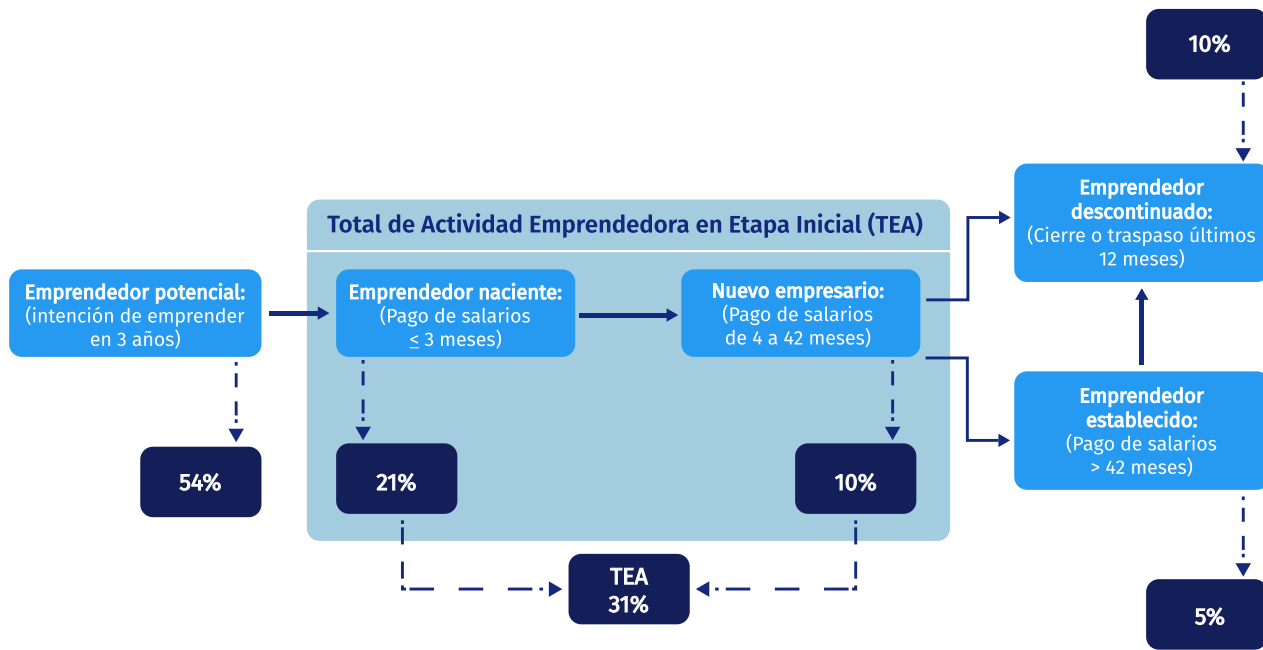 10%
Emprendedor
descontinuado:
(Cierre o traspaso últimos
12 meses)
Total de Actividad Emprendedora en Etapa Inicial (TEA)
Emprendedor potencial:
(intención de emprender
en 3 años)
Emprendedor naciente:
(Pago de salarios
≤ 3 meses)
Nuevo empresario:
(Pago de salarios
de 4 a 42 meses)
Emprendedor
establecido:
(Pago de salarios
> 42 meses)
54%
21%
10%
TEA
31%
5%